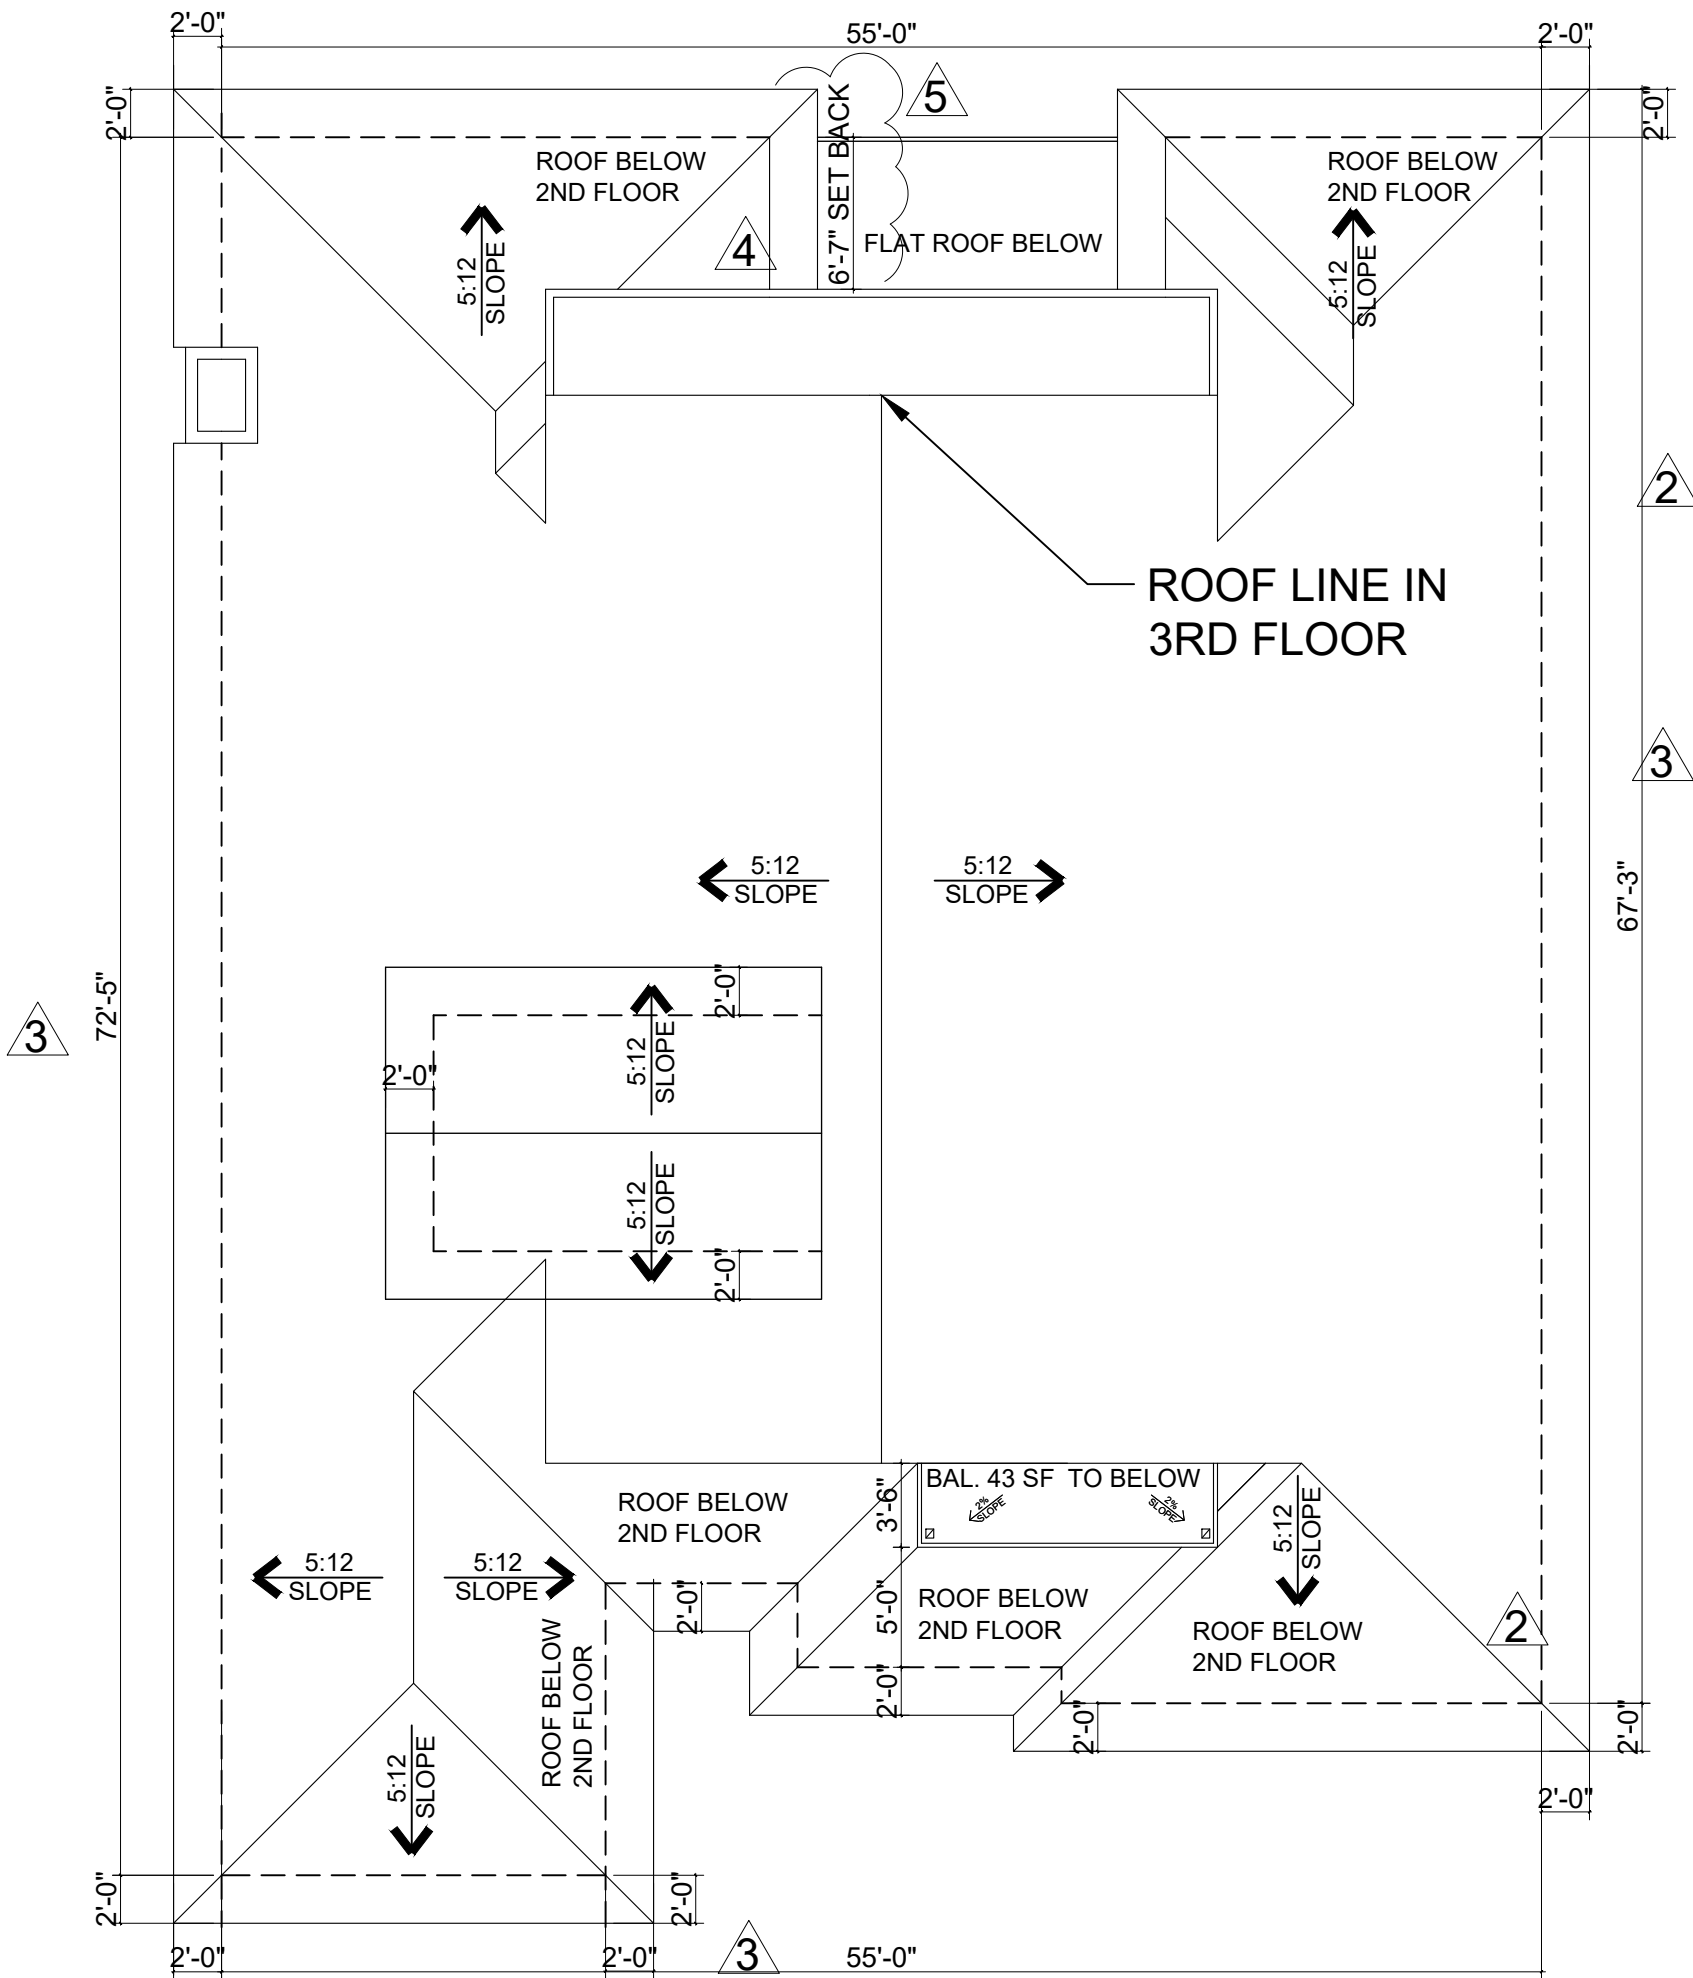 2'-0"
55'-0"
2'-0"
2'-0"
5
2'-0"
ROOF BELOW
2ND FLOOR
6'-7" SET BACK
ROOF BELOW
2ND FLOOR
4
FLAT ROOF BELOW
5:12
SLOPE
5:12
SLOPE
2
ROOF LINE IN
3RD FLOOR
3
5:12
SLOPE
5:12
SLOPE
67'-3"
72'-5"
3
2'-0"
5:12
SLOPE
2'-0"
5:12
SLOPE
2'-0"
BAL. 43 SF TO BELOW
2%
SLOPE
2%
SLOPE
3'-6"
ROOF BELOW
2ND FLOOR
5:12
SLOPE
5:12
SLOPE
5:12
SLOPE
2'-0"
5'-0"
ROOF BELOW
2ND FLOOR
ROOF BELOW
2ND FLOOR
2
ROOF BELOW
2ND FLOOR
2'-0"
2'-0"
2'-0"
5:12
SLOPE
2'-0"
2'-0"
2'-0"
2'-0"
2'-0"
3
55'-0"